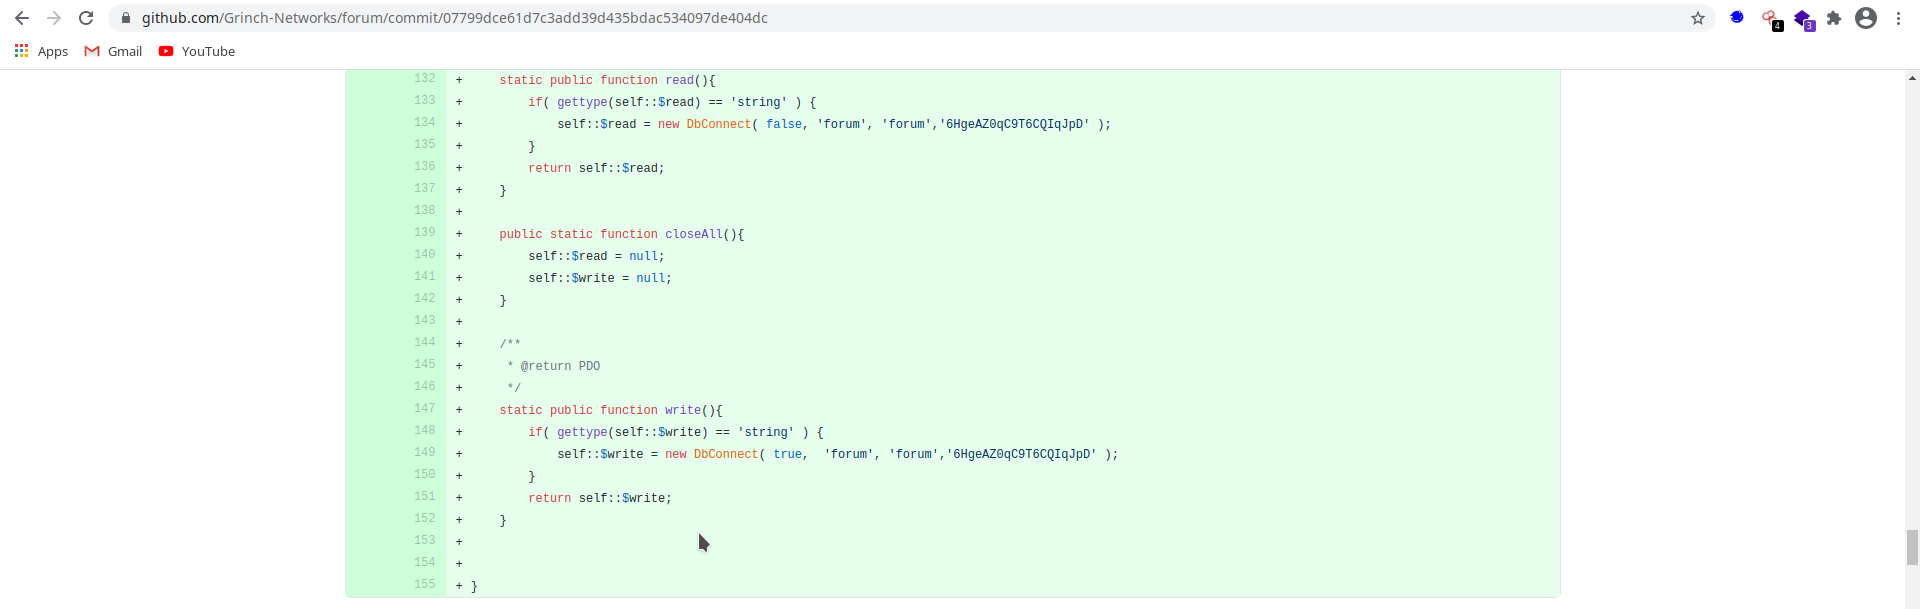 github.com/Grinch-Networks/forum/commit/07799dce61d7c3add39d435bdac534097de404dc
4
3
Apps Gmail YouTube
132 + static public function read(){
133 + if( gettype(self::$read) == 'string' ) {
134 + self::$read = new DbConnect( false, 'forum', 'forum','6HgeAZ0qC9T6CQIqJpD' );
135 + }
136 + return self::$read;
137 + }
138 +
139 + public static function closeAll(){
140 + self::$read = null;
141 + self::$write = null;
142 + }
143 +
144 + /**
145 + * @return PDO
146 + */
147 + static public function write(){
148 + if( gettype(self::$write) == 'string' ) {
149 + self::$write = new DbConnect( true,  'forum', 'forum','6HgeAZ0qC9T6CQIqJpD' );
150 + }
151 + return self::$write;
152 + }
153 +
154 +
155 + }